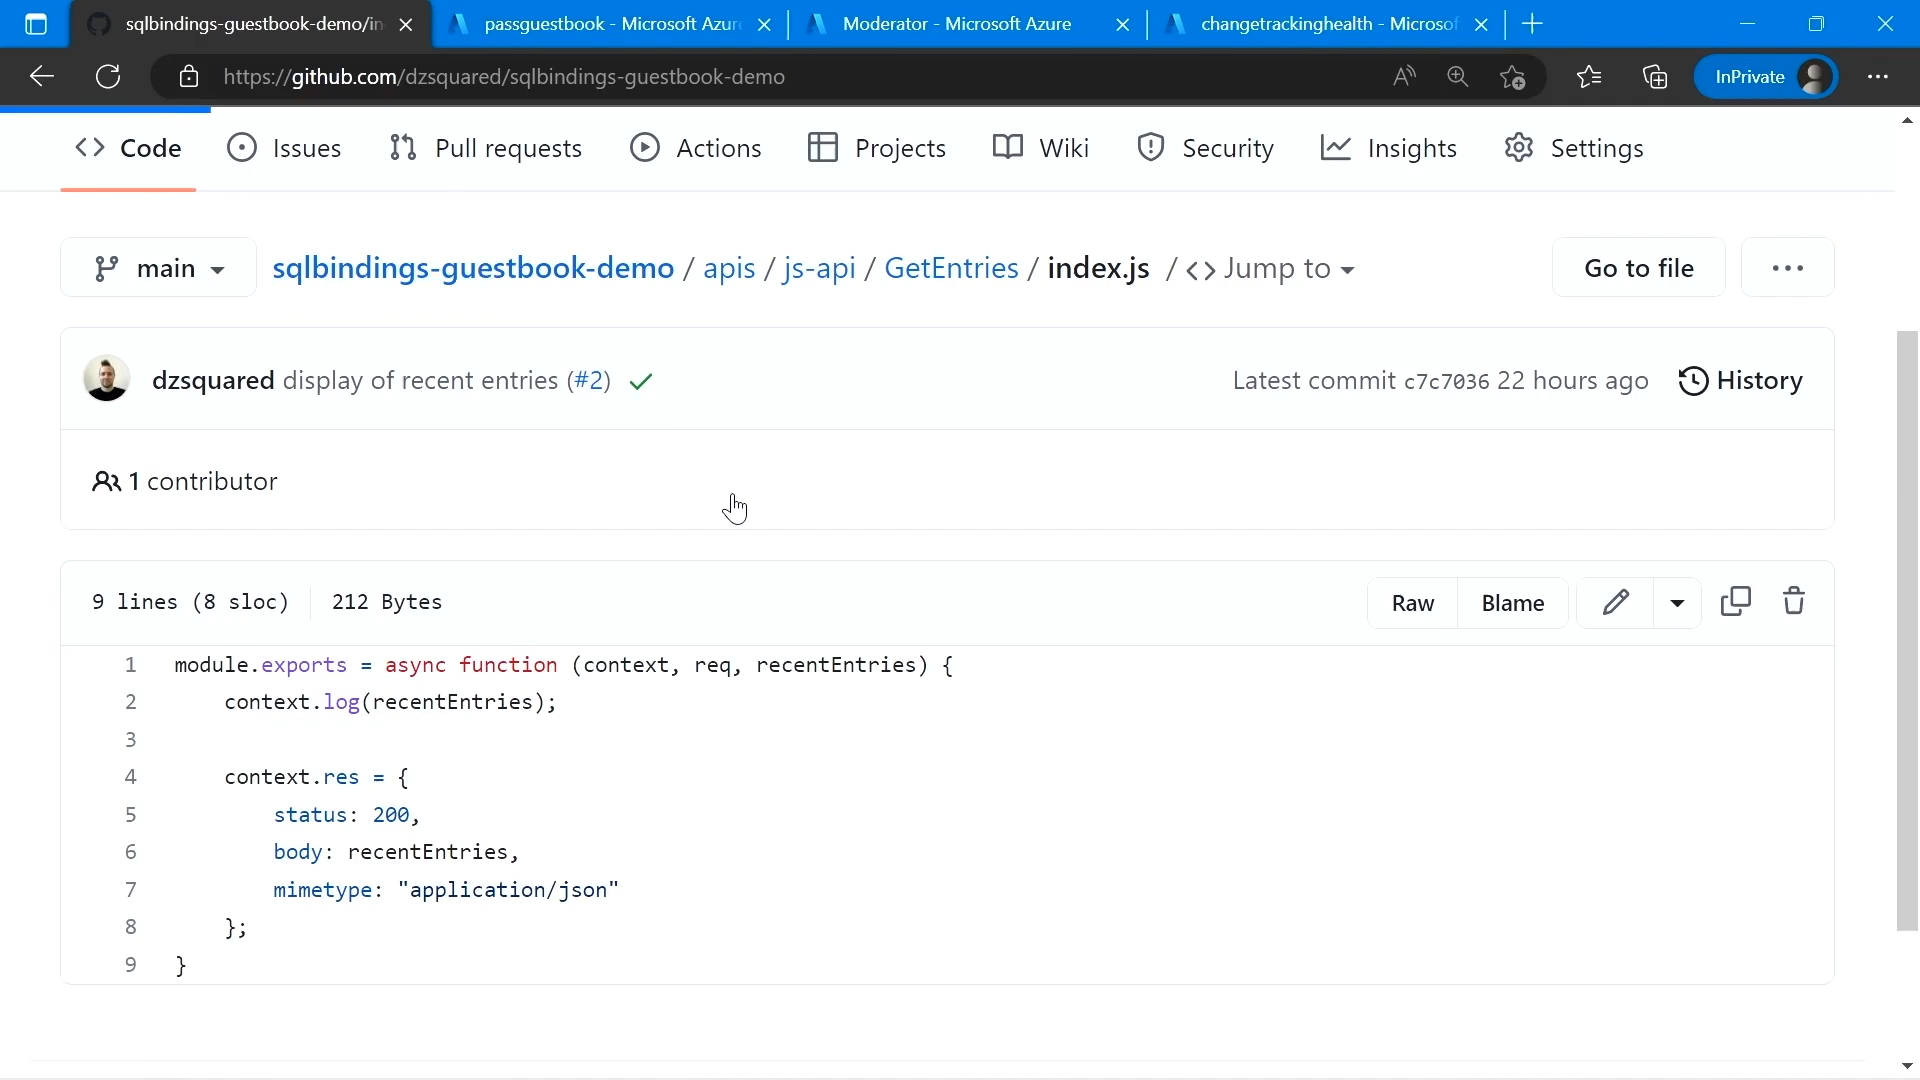 sqlbindings-guestbook-demo/in
passguestbook - Microsoft Azur
Moderator - Microsoft Azure
changetrackinghealth - Microsof
https://github.com/dzsquared/sqlbindings-guestbook-demo
InPrivate
Code
Issues
Pull requests
Actions
Projects
Wiki
Security
Insights
Settings
main
sqlbindings-guestbook-demo / apis / js-api / GetEntries / index.js / <> Jump to
Go to file
dzsquared display of recent entries (#2)
Latest commit c7c7036 22 hours ago
History
1 contributor
9 lines (8 sloc)
212 Bytes
Raw
Blame
1 module.exports = async function (context, req, recentEntries) {
2 context.log(recentEntries);
3
4 context.res = {
5 status: 200,
6 body: recentEntries,
7 mimetype: "application/json"
8 };
9 }